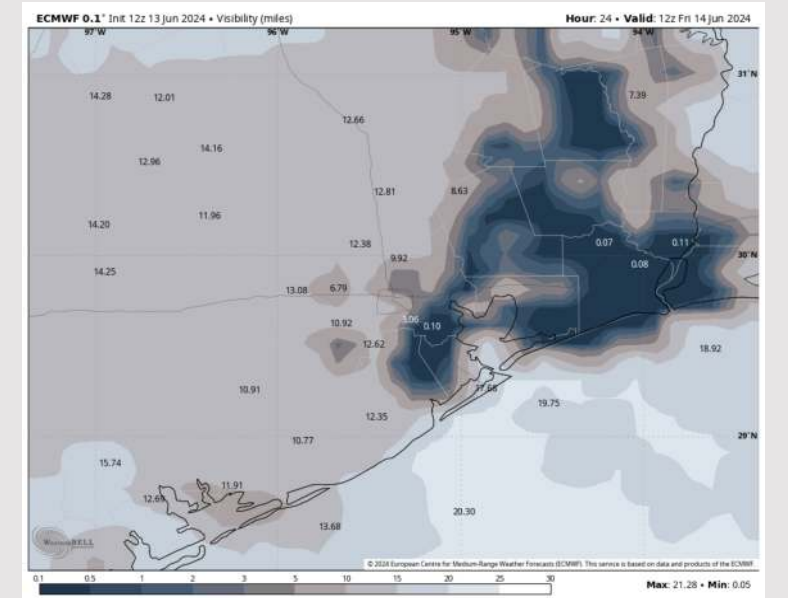 ECMWF 0.1° Init 12z 13 Jun 2024 • Visibility (miles) Hour: 24 • Valid: 12z Fri 14 Jun 2024
97°W 96°W 95°W 94°W
31°N
14.28 12.01 7.39
12.66
14.16
12.96
12.81 8.63
11.96
14.20
12.38 0.07 0.11
9.92 30°N
14.25 0.08
13.08 6.79
10.92 0.10
12.62 18.92
10.91 17.68
19.75
12.35
10.77 29°N
15.74
11.91
12.69
20.30
13.68
WeatherBELL
© 2024 European Centre for Medium-Range Weather Forecasts (ECMWF). This service is based on data and products of the ECMWF.
0.1 0.5 1 2 3 5 10 15 20 25 30
Max: 21.28 • Min: 0.05